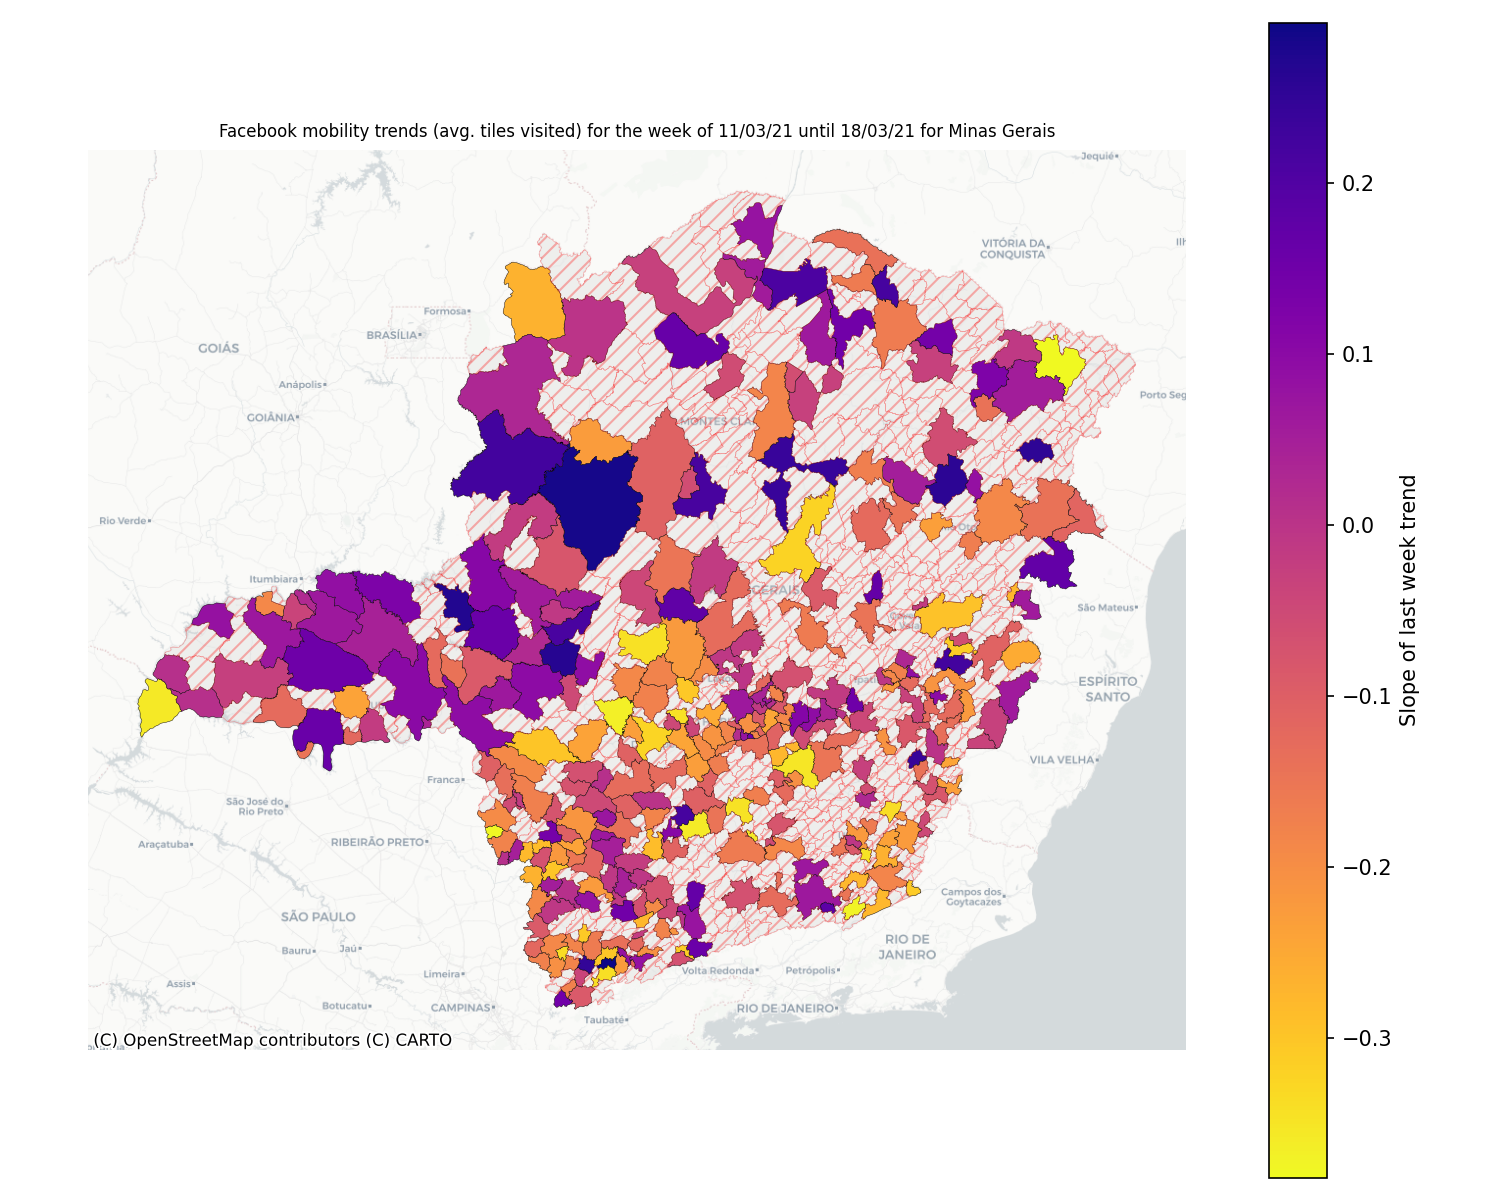 Facebook mobility trends (avg. tiles visited) for the week of 11/03/21 until 18/03/21 for Minas Gerais
Jequié
VITÓRIA DA
CONQUISTA
Formosa
BRASÍLIA
GOIÁS
Anápolis
Porto Seg
GOIÂNIA
MONTES CLA
Rio Verde
Itumbiara
GERAIS
São Mateus
ESPÍRITO
SANTO
VILA VELHA
Franca
São José do
Rio Preto
RIBEIRÃO PRETO
Araçatuba
Campos dos
Goytacazes
SÃO PAULO
RIO DE
JANEIRO
Bauru
Jaú
Limeira
Volta Redonda
Petrópolis
Assis
Botucatu
CAMPINAS
RIO DE JANEIRO
Taubaté
(C) OpenStreetMap contributors (C) CARTO
0.2
0.1
0.0
−0.1
−0.2
−0.3
Slope of last week trend